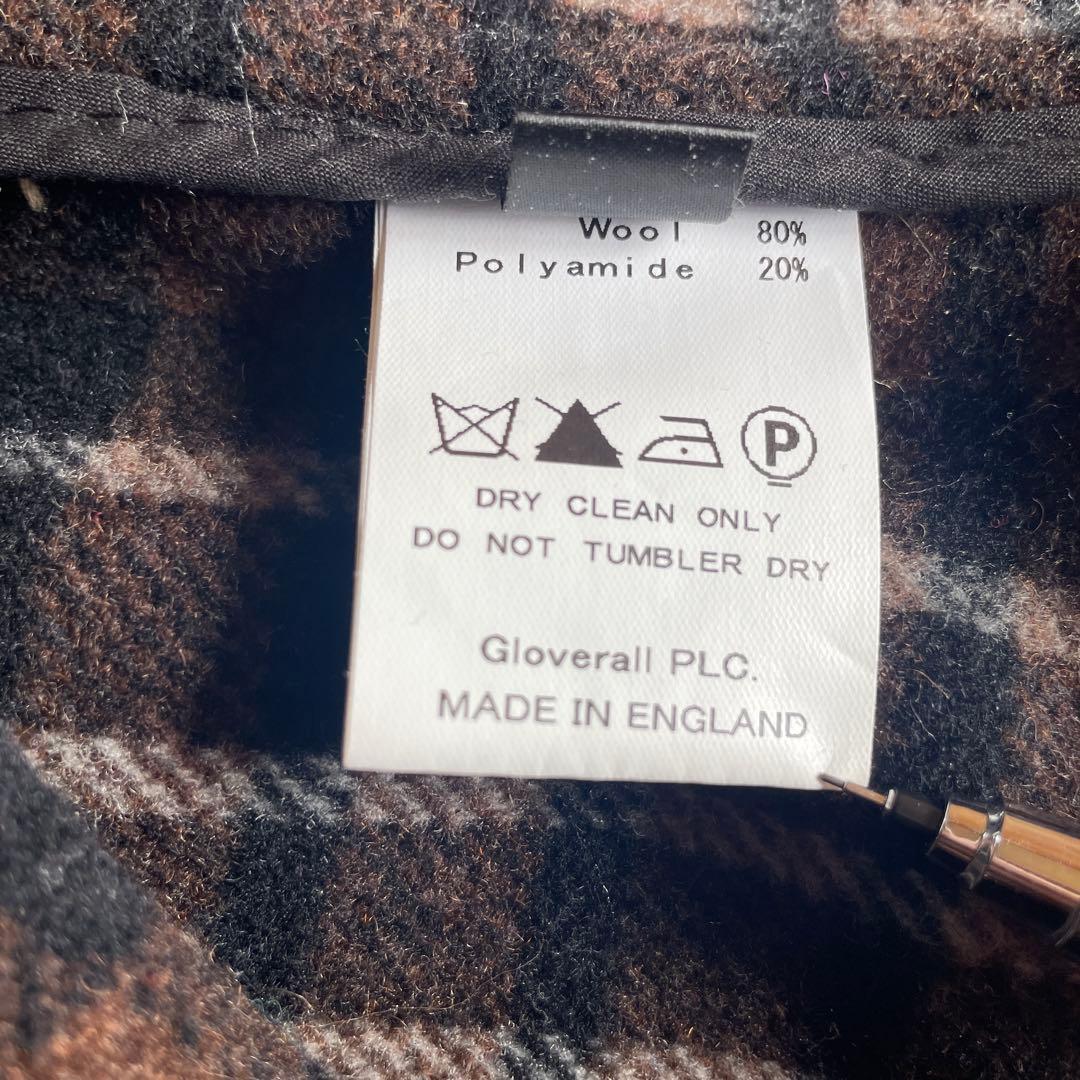 Wool 80%
Polyamide 20%
P
DRY CLEAN ONLY
DO NOT TUMBLER DRY
Gloverall PLC.
MADE IN ENGLAND